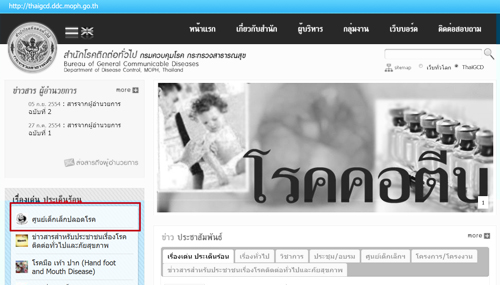 http://thaigcd.ddc.moph.go.th
หน้าแรก เกี่ยวกับสำนัก ผู้บริหาร กลุ่มงาน เว็บบอร์ด ติดต่อสอบถาม
สำนักโรคติดต่อทั่วไป กรมควบคุมโรค กระทรวงสาธารณสุข
Bureau of General Communicable Diseases
Department of Disease Control, MOPH, Thailand
sitemap เว็บทั่วโลก ThaiGCD
ข่าวสาร ผู้อำนวยการ more
05 ก.ย. 2554 : สารจากผู้อำนวยการ
ฉบับที่ 2
27 ก.ค. 2554 : สารจากผู้อำนวยการ
ฉบับที่ 1
ส่งสารถึงผู้อำนวยการ
โรคคอตีบ
1
เรื่องเด่น ประเด็นร้อน
ศูนย์เด็กเล็กปลอดโรค
ข่าวสารสำหรับประชาชนเรื่องโรค
ติดต่อทั่วไปและภัยสุขภาพ
โรคมือ เท้า ปาก (Hand foot
and Mouth Disease)
ข่าว ประชาสัมพันธ์ more
เรื่องเด่น ประเด็นร้อน เรื่องทั่วไป วิชาการ ประชุม/อบรม ศูนย์เด็กเล็กฯ โครงการ/โครงงาน
ข่าวสารสำหรับประชาชนเรื่องโรคติดต่อทั่วไปและภัยสุขภาพ